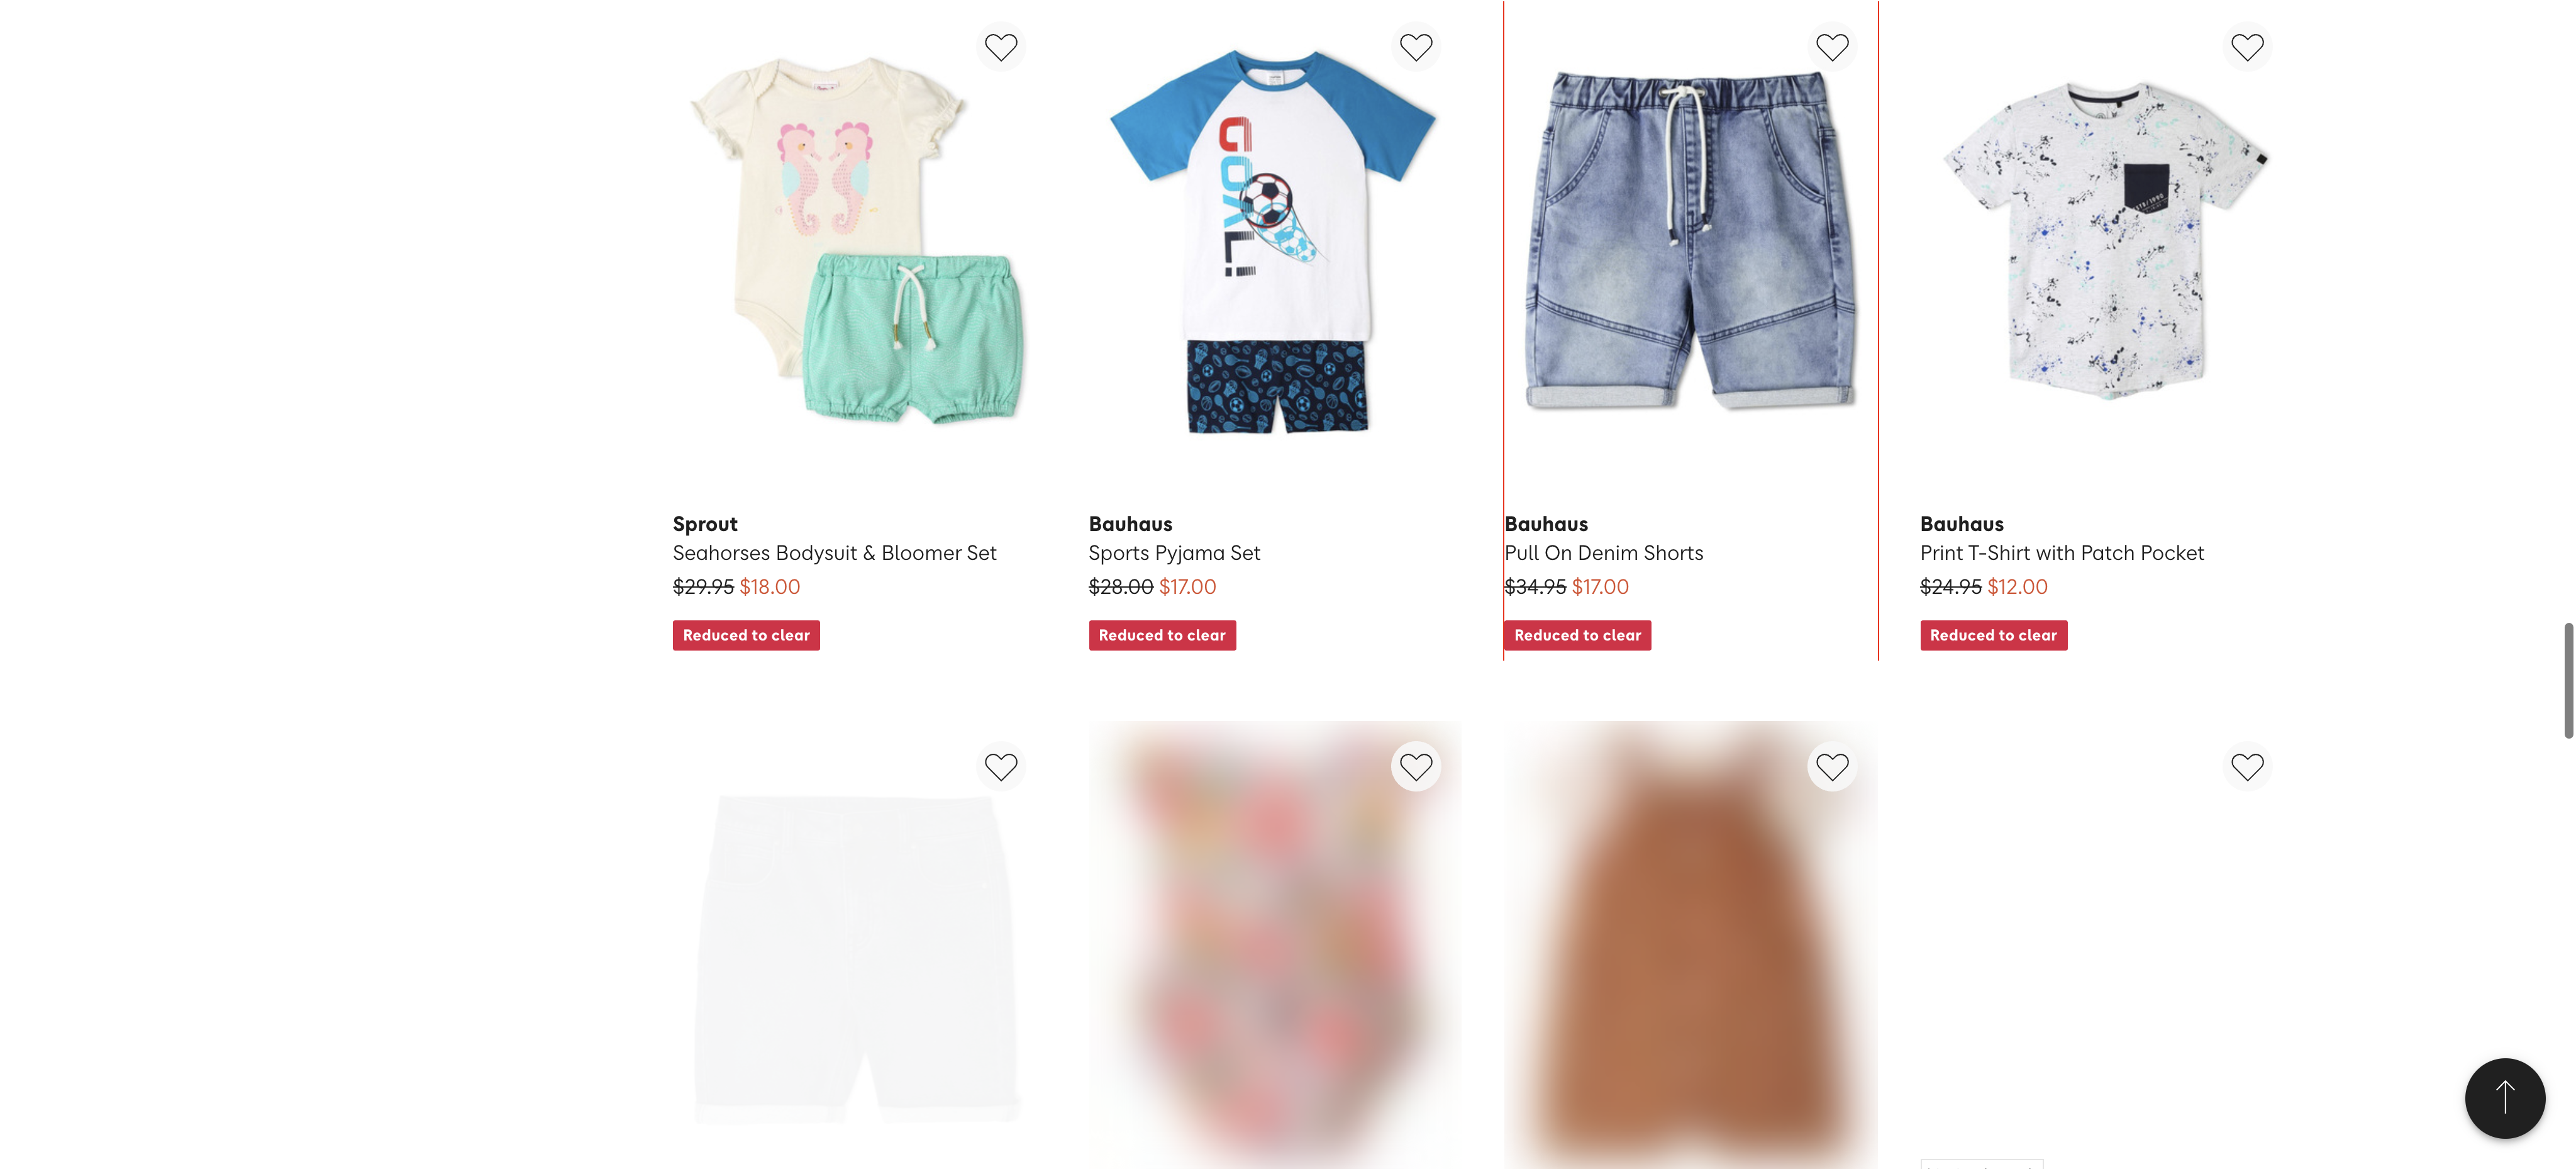 GOAL!
Sprout
Seahorses Bodysuit & Bloomer Set
$29.95 $18.00
Reduced to clear
Bauhaus
Sports Pyjama Set
$28.00 $17.00
Reduced to clear
Bauhaus
Pull On Denim Shorts
$34.95 $17.00
Reduced to clear
Bauhaus
Print T-Shirt with Patch Pocket
$24.95 $12.00
Reduced to clear